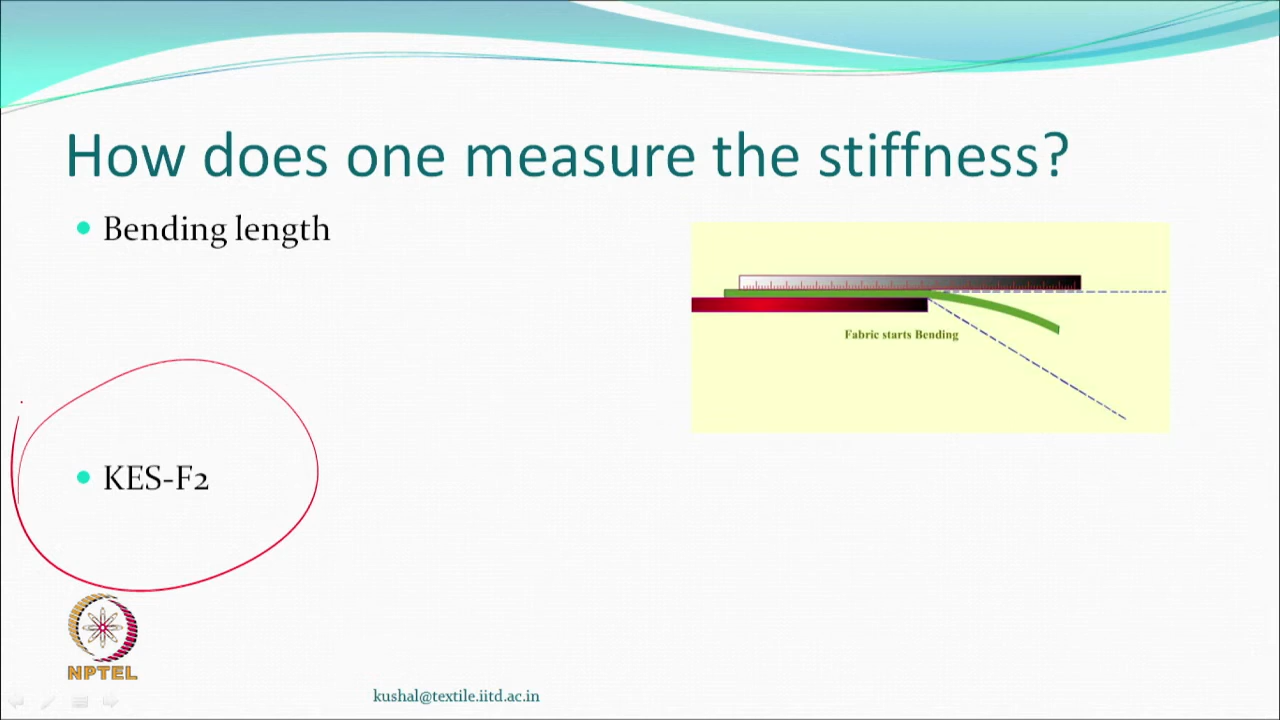 How does one measure the stiffness?
Bending length
Fabric starts Bending
KES-F2
NPTEL
kushal@textile.iitd.ac.in